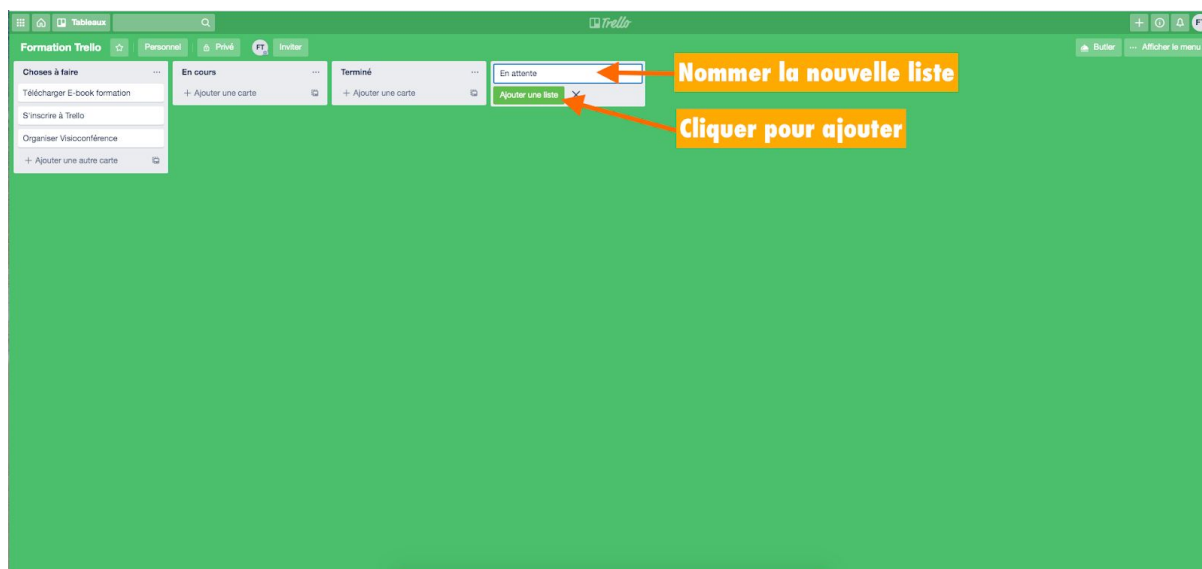 Tableaux
Trello
Formation Trello
Personnel
Privé
FT
Inviter
Butler
Afficher le menu
Choses à faire
Télécharger E-book formation
S'inscrire à Trello
Organiser Visioconférence
+ Ajouter une autre carte
En cours
+ Ajouter une carte
Terminé
+ Ajouter une carte
En attente
Ajouter une liste
Nommer la nouvelle liste
Cliquer pour ajouter